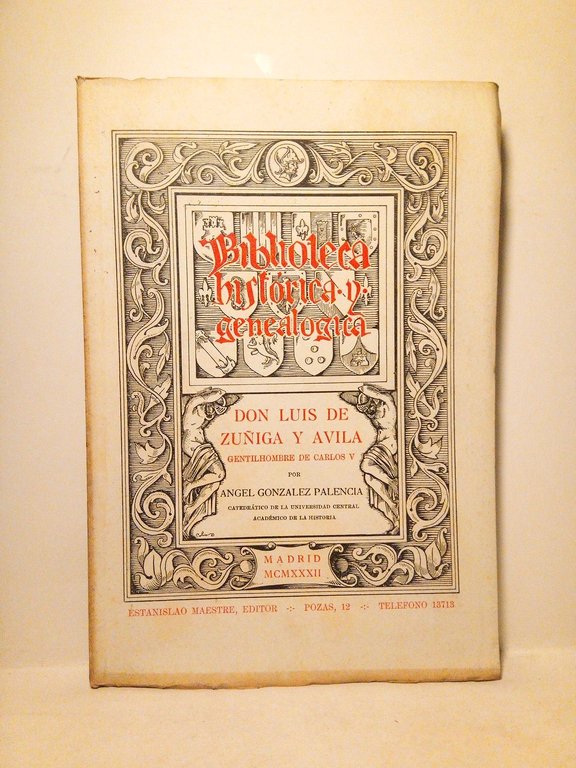 Biblioteca
histórica · y ·
genealogica
DON LUIS DE
ZUÑIGA Y AVILA
GENTILHOMBRE DE CARLOS V
POR
ANGEL GONZALEZ PALENCIA
CATEDRÁTICO DE LA UNIVERSIDAD CENTRAL
ACADÉMICO DE LA HISTORIA
MADRID
MCMXXXII
ESTANISLAO MAESTRE, EDITOR -:- POZAS, 12 -:- TELEFONO 13713